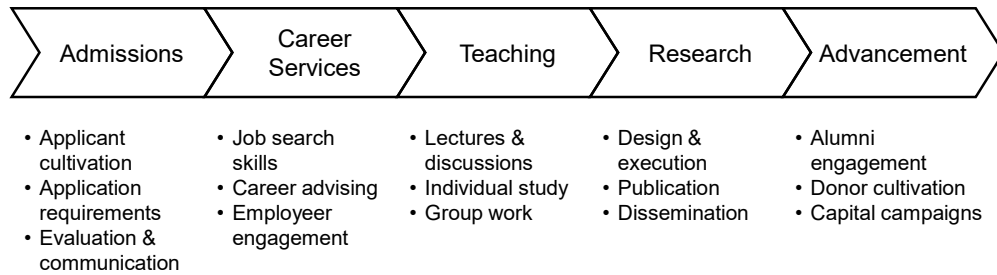 Admissions
Career
Services
Teaching
Research
Advancement
• Applicant
cultivation
• Application
requirements
• Evaluation &
communication
• Job search
skills
• Career advising
• Employeer
engagement
• Lectures &
discussions
• Individual study
• Group work
• Design &
execution
• Publication
• Dissemination
• Alumni
engagement
• Donor cultivation
• Capital campaigns